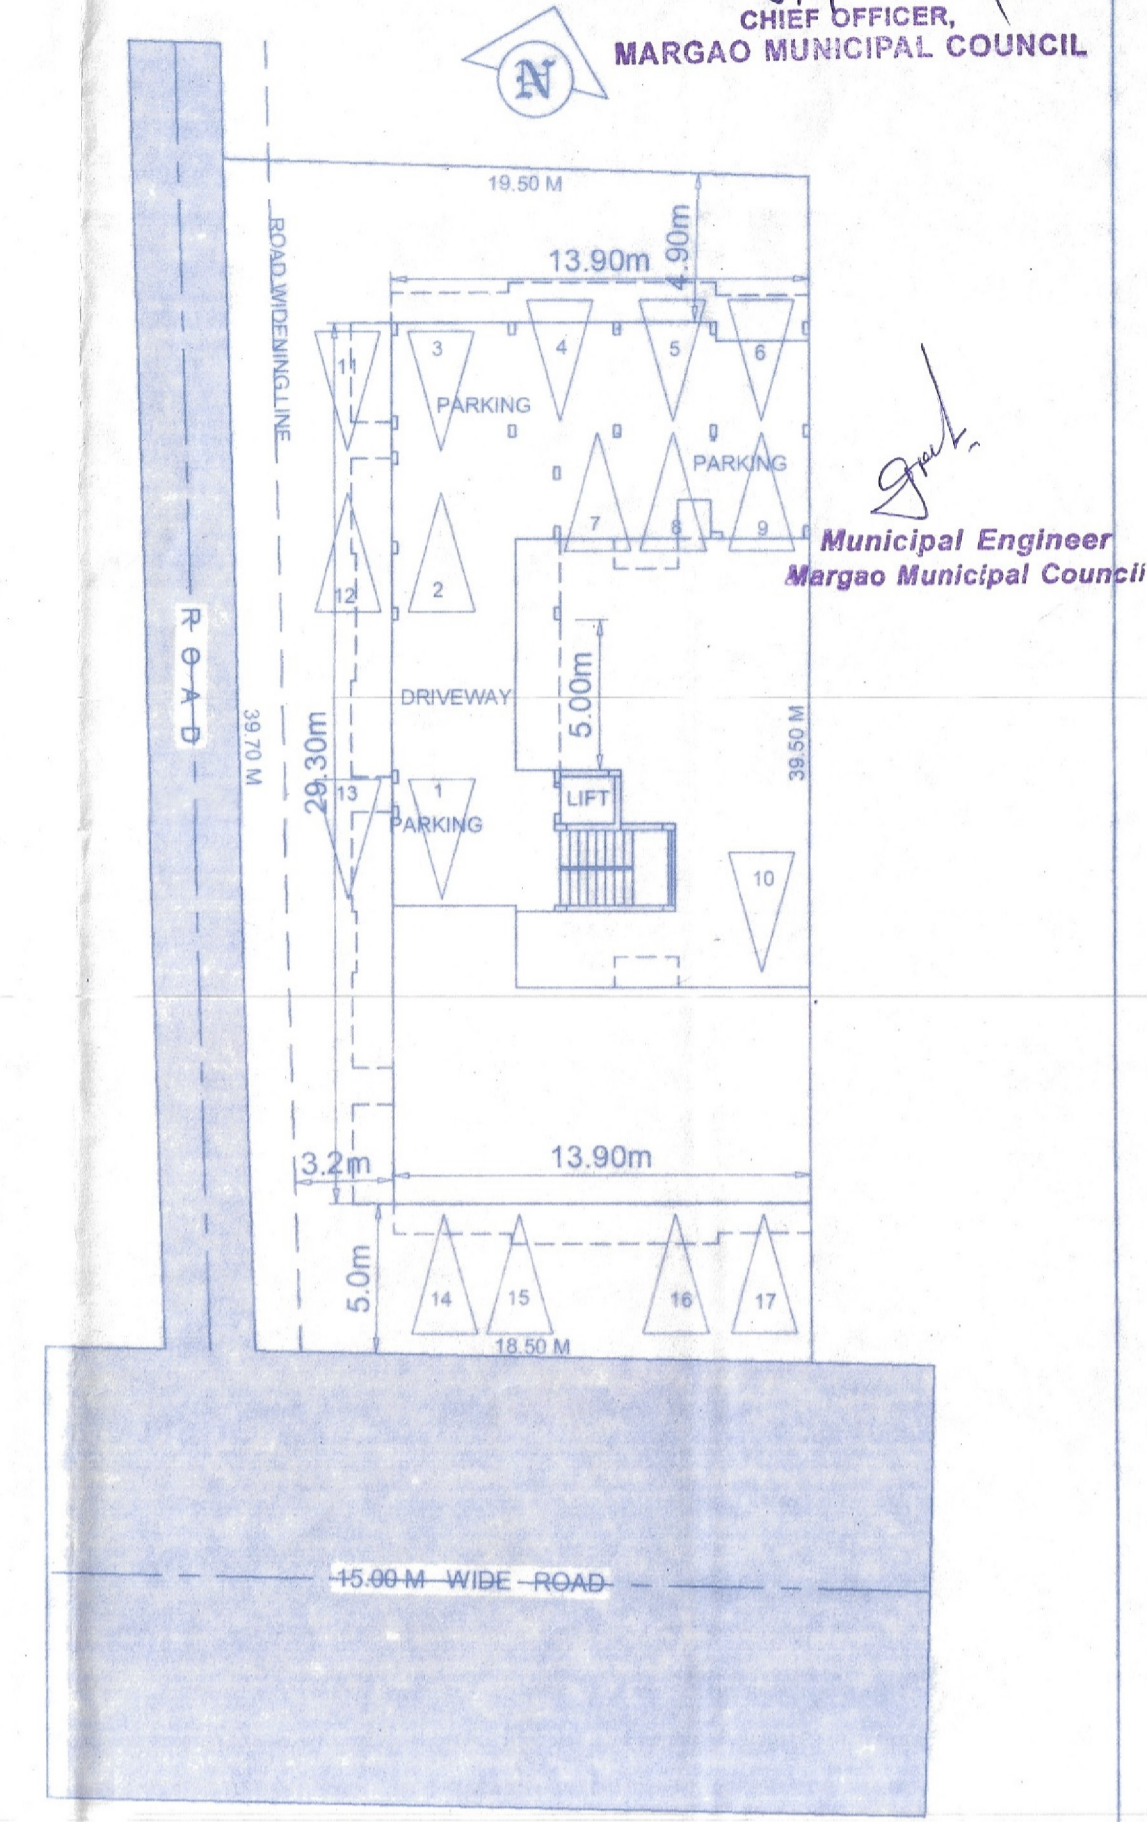 CHIEF OFFICER,
MARGAO MUNICIPAL COUNCIL
N
19.50 M
ROAD WIDENING LINE
4.90m
13.90m
11
3
4
5
6
PARKING
PARKING
7
8
9
Municipal Engineer
Margao Municipal Council
12
2
ROAD
DRIVEWAY
5.00m
39.70 M
29.30m
39.50 M
13
1
LIFT
PARKING
10
3.2m
13.90m
5.0m
14
15
16
17
18.50 M
15.00 M WIDE ROAD